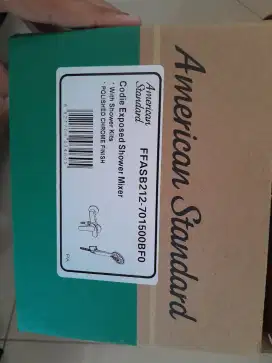 American Standard
American
Standard
FFASB212-701500BF0
Codie Exposed Shower Mixer
* With Shower Kits
* POLISHED CHROME FINISH